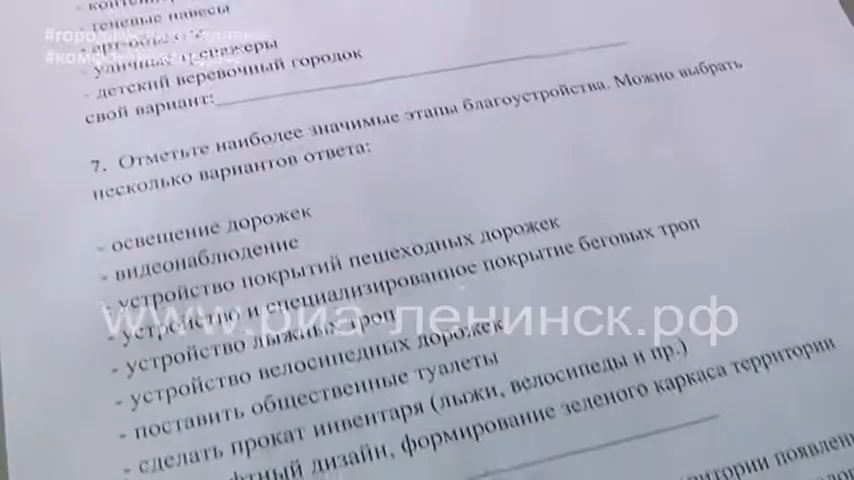 - теневые навесы
- уличные тренажеры
- детский веревочный городок
свой вариант:
7. Отметьте наиболее значимые этапы благоустройства. Можно выбрать
несколько вариантов ответа:
- освещение дорожек
- видеонаблюдение
- устройство покрытий пешеходных дорожек
- и специализированное покрытие беговых троп
- устройство лыжных троп
- устройство велосипедных дорожек
- поставить общественные туалеты
- сделать прокат инвентаря (лыжи, велосипеды и пр.)
дизайн, формирование зеленого каркаса территории
www.риа-ленинск.рф